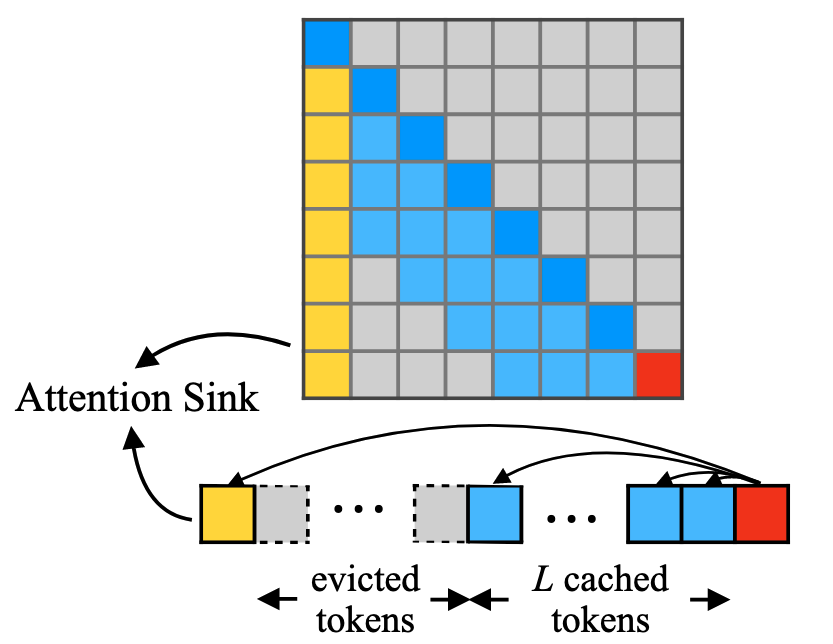 Attention Sink
evicted
tokens
L cached
tokens